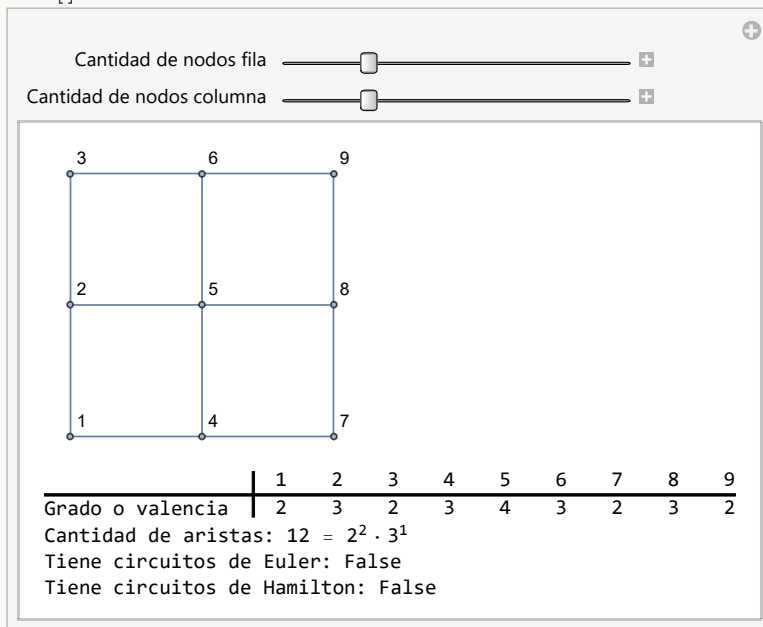 []
Cantidad de nodos fila
Cantidad de nodos columna
3 6 9
2 5 8
1 4 7
1 2 3 4 5 6 7 8 9
Grado o valencia 2 3 2 3 4 3 2 3 2
Cantidad de aristas: 12 = 2² · 3¹
Tiene circuitos de Euler: False
Tiene circuitos de Hamilton: False